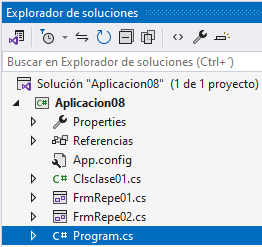 Explorador de soluciones
Buscar en Explorador de soluciones (Ctrl+´)
Solución "Aplicacion08" (1 de 1 proyecto)
Aplicacion08
Properties
Referencias
App.config
Clsclase01.cs
FrmRepe01.cs
FrmRepe02.cs
Program.cs